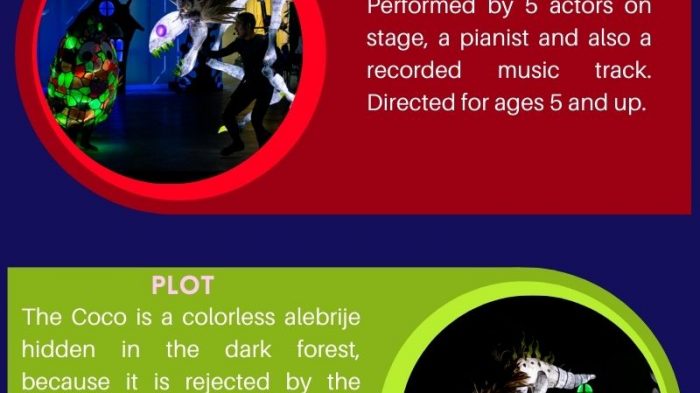 Performed by 5 actors on
stage, a pianist and also a
recorded music track.
Directed for ages 5 and up.
PLOT
The Coco is a colorless alebrije
hidden in the dark forest,
because it is rejected by the